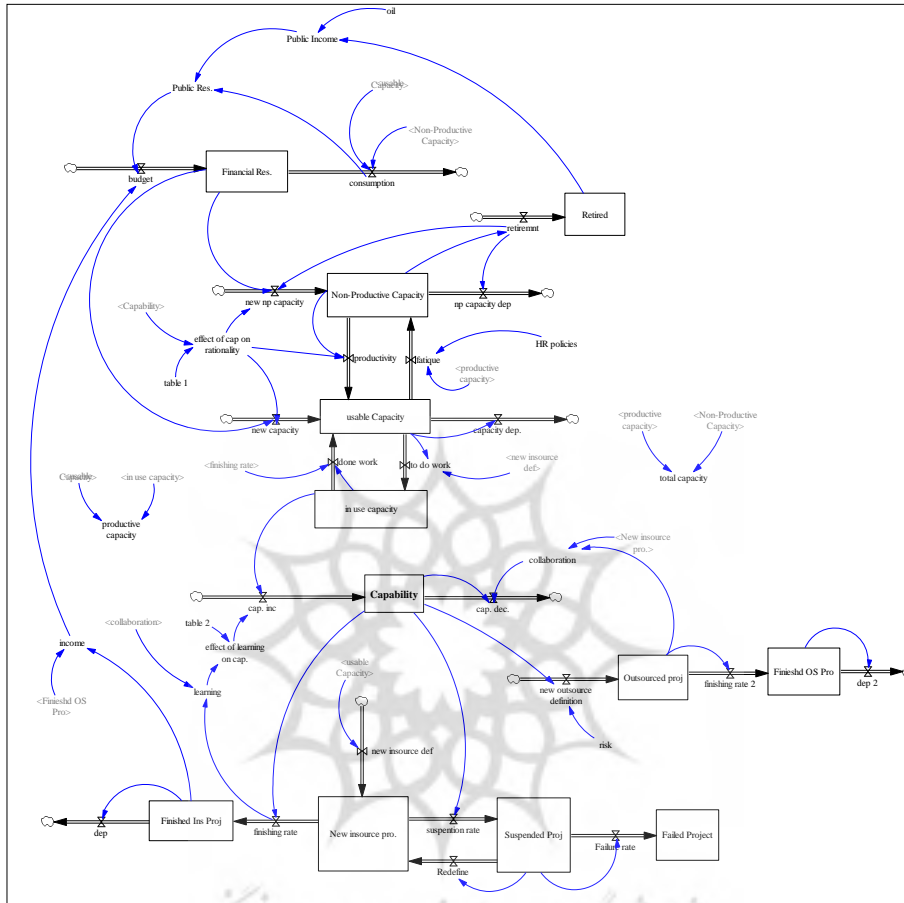 oil
Public Income
Public Res.
Capacity>
<Non-Productive
Capacity>
budget
Financial Res.
consumption
Retired
retiremnt
Non-Productive Capacity
new np capacity
np capacity dep
<Capability>
effect of cap on
rationality
table 1
productivity
fatique
HR policies
<productive
capacity>
usable Capacity
new capacity
capacity dep.
<productive
capacity>
<Non-Productive
Capacity>
total capacity
<finishing rate>
done work
to do work
<new insource
def>
in use capacity
<in use capacity>
productive
capacity
<New insource
pro.>
collaboration
Capability
cap. inc
cap. dec.
table 2
effect of learning
on cap.
<collaboration>
learning
income
<Finieshd OS
Pro>
<usable
Capacity>
Outsourced proj
finishing rate 2
Finieshd OS Pro
dep 2
new outsource
definition
risk
new insource def
Finished Ins Proj
dep
finishing rate
New insorce pro.
suspention rate
Suspended Proj
Redefine
Failure rate
Failed Project